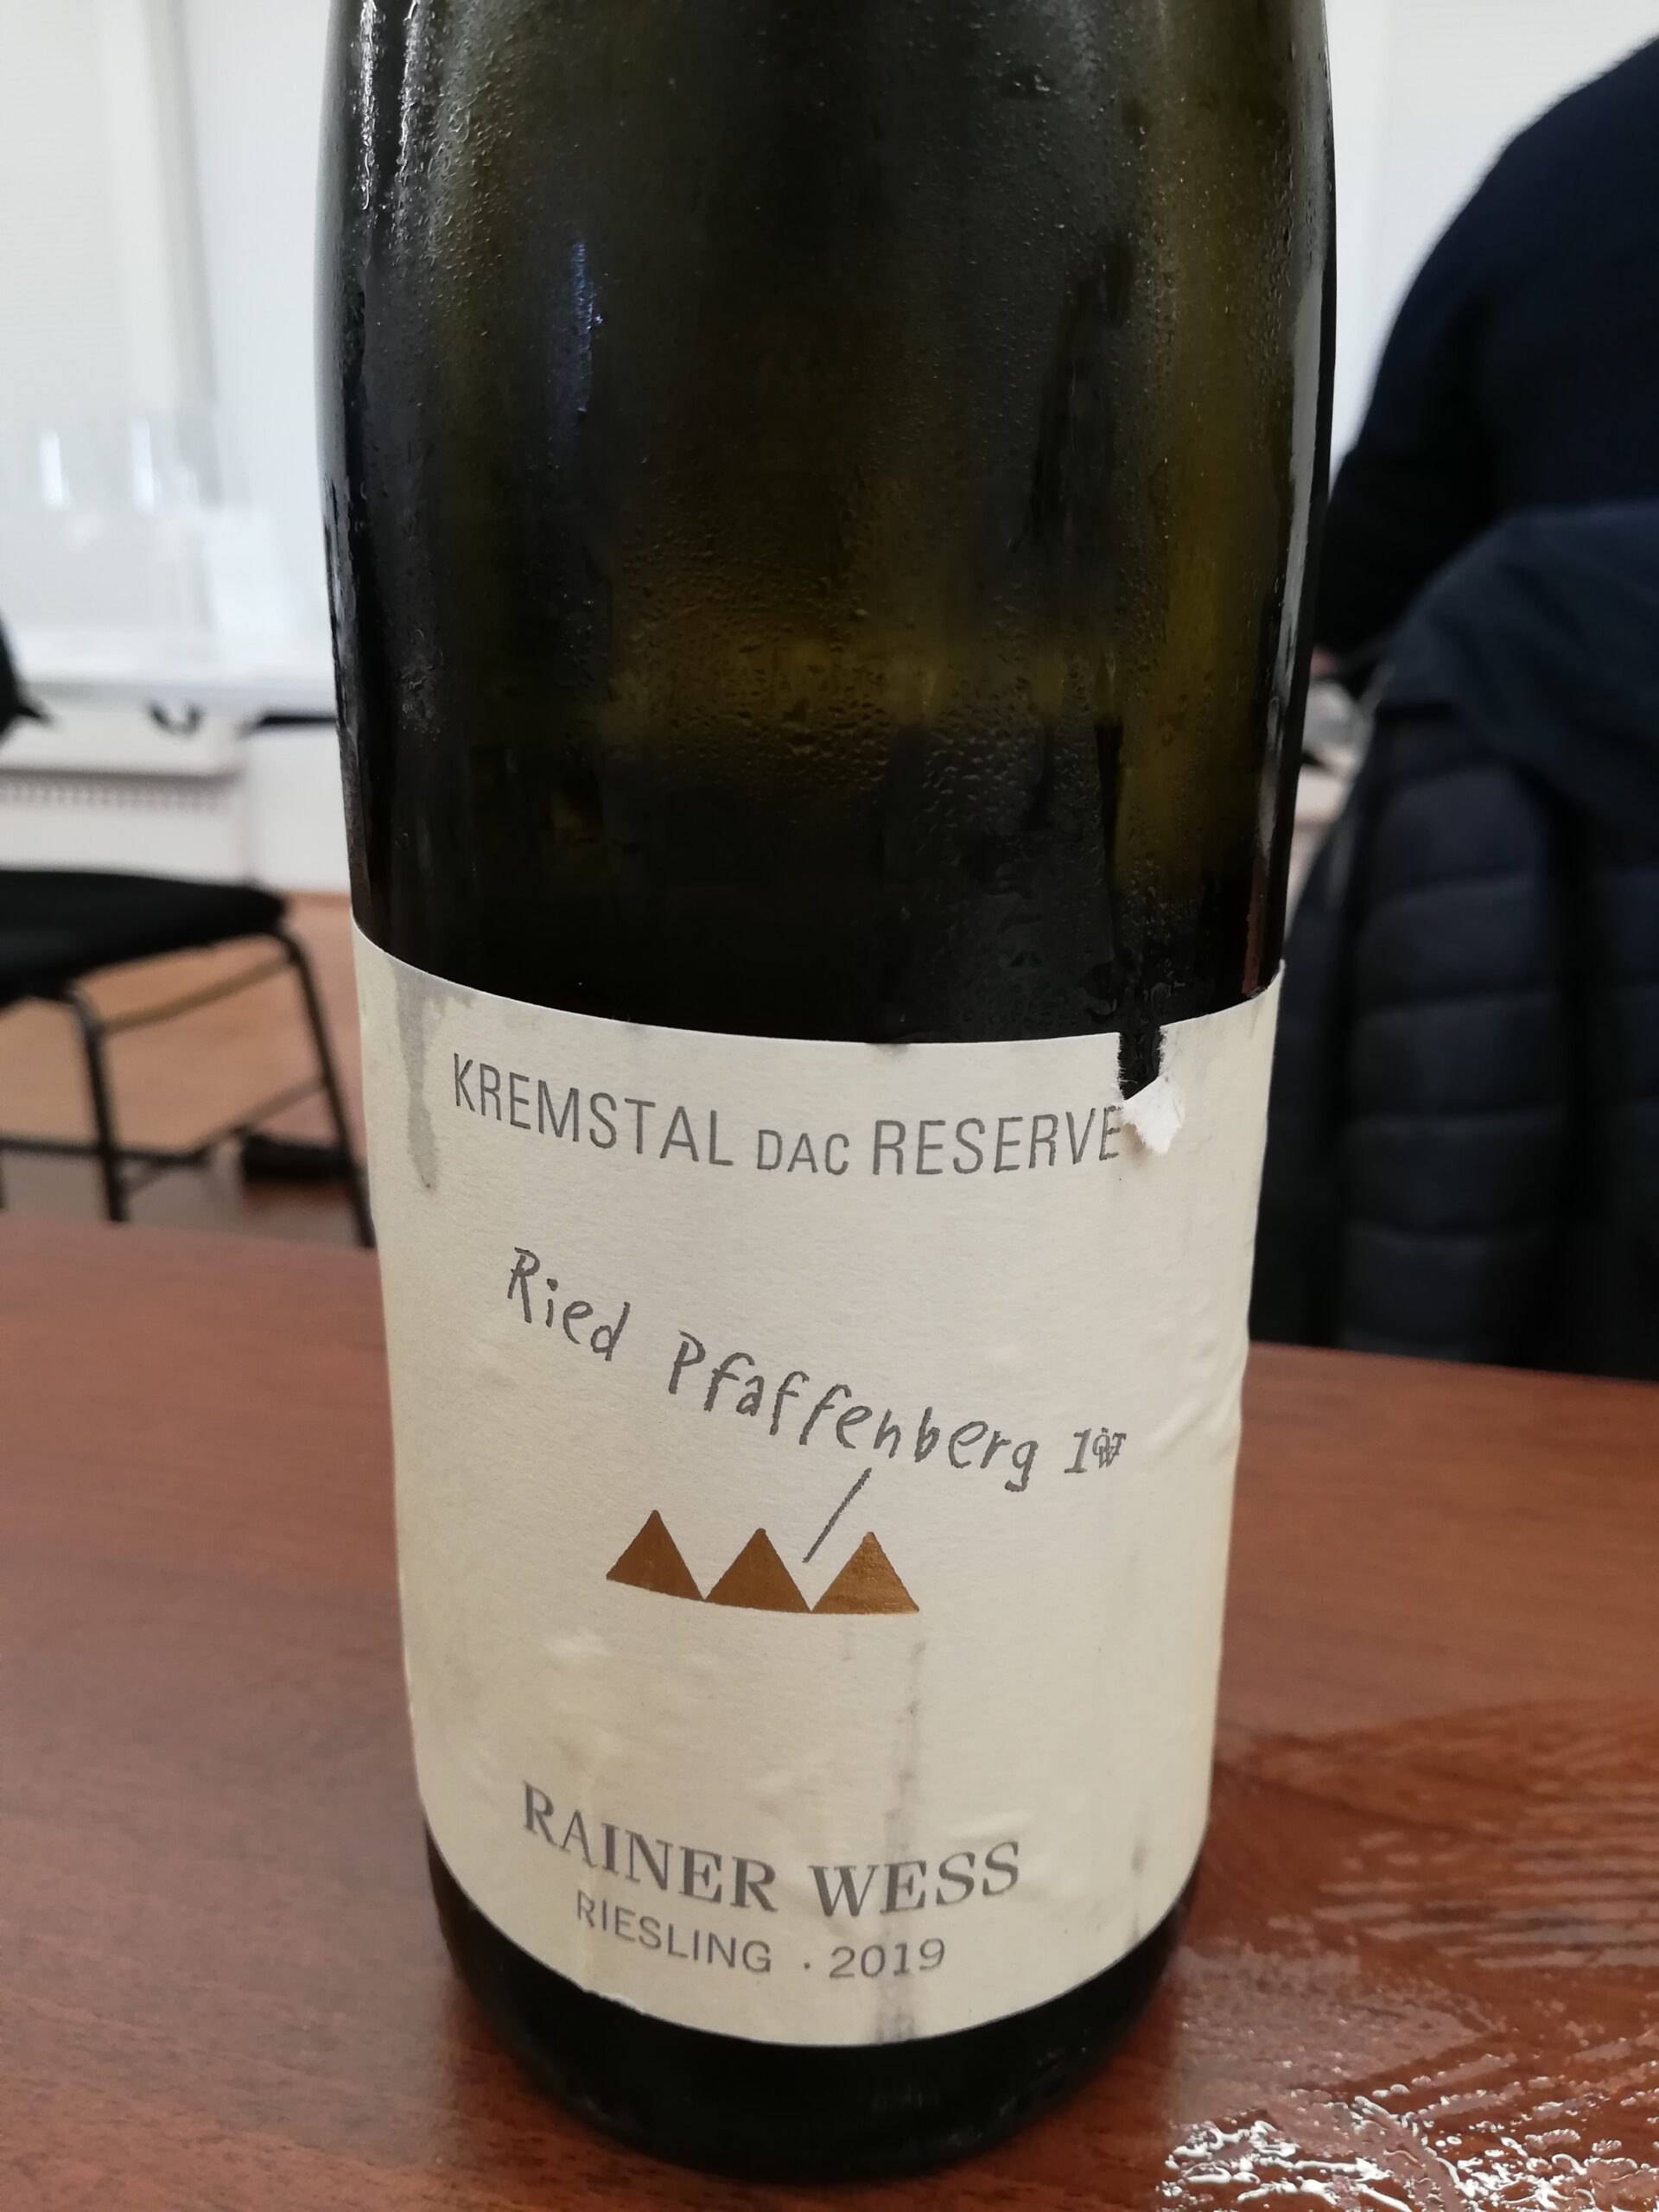 KREMSTAL DAC RESERVE
Ried Pfaffenberg 1ÖTW
RAINER WESS
RIESLING · 2019